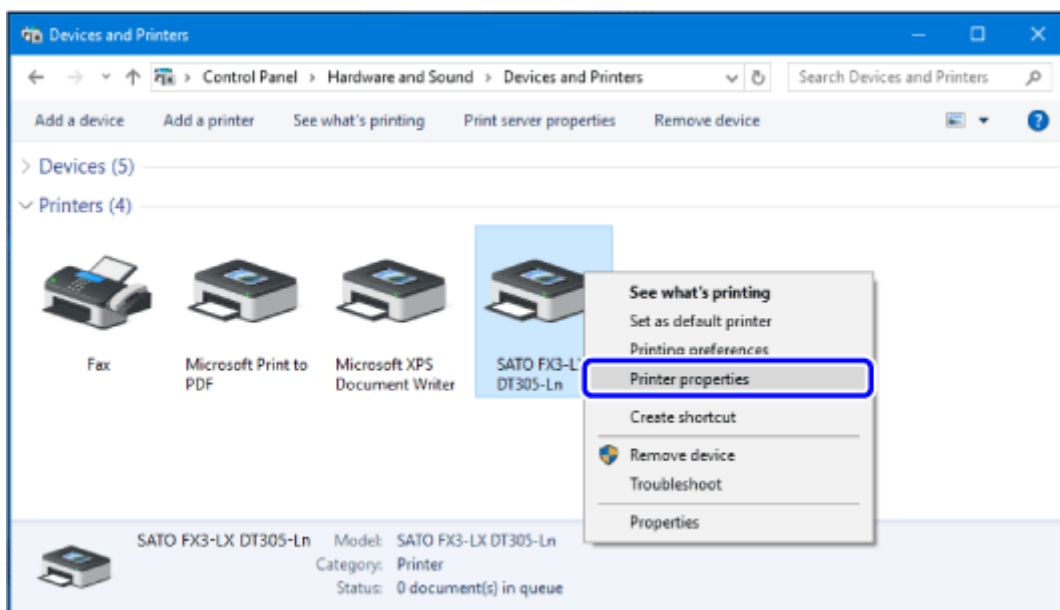 Devices and Printers
Control Panel > Hardware and Sound > Devices and Printers
Search Devices and Printers
Add a device Add a printer See what's printing Print server properties Remove device
Devices (5)
Printers (4)
Fax
Microsoft Print to
PDF
Microsoft XPS
Document Writer
SATO FX3-L
DT305-Ln
See what's printing
Set as default printer
Printing preferences
Printer properties
Create shortcut
Remove device
Troubleshoot
Properties
SATO FX3-LX DT305-Ln Model: SATO FX3-LX DT305-Ln
Category: Printer
Status: 0 document(s) in queue